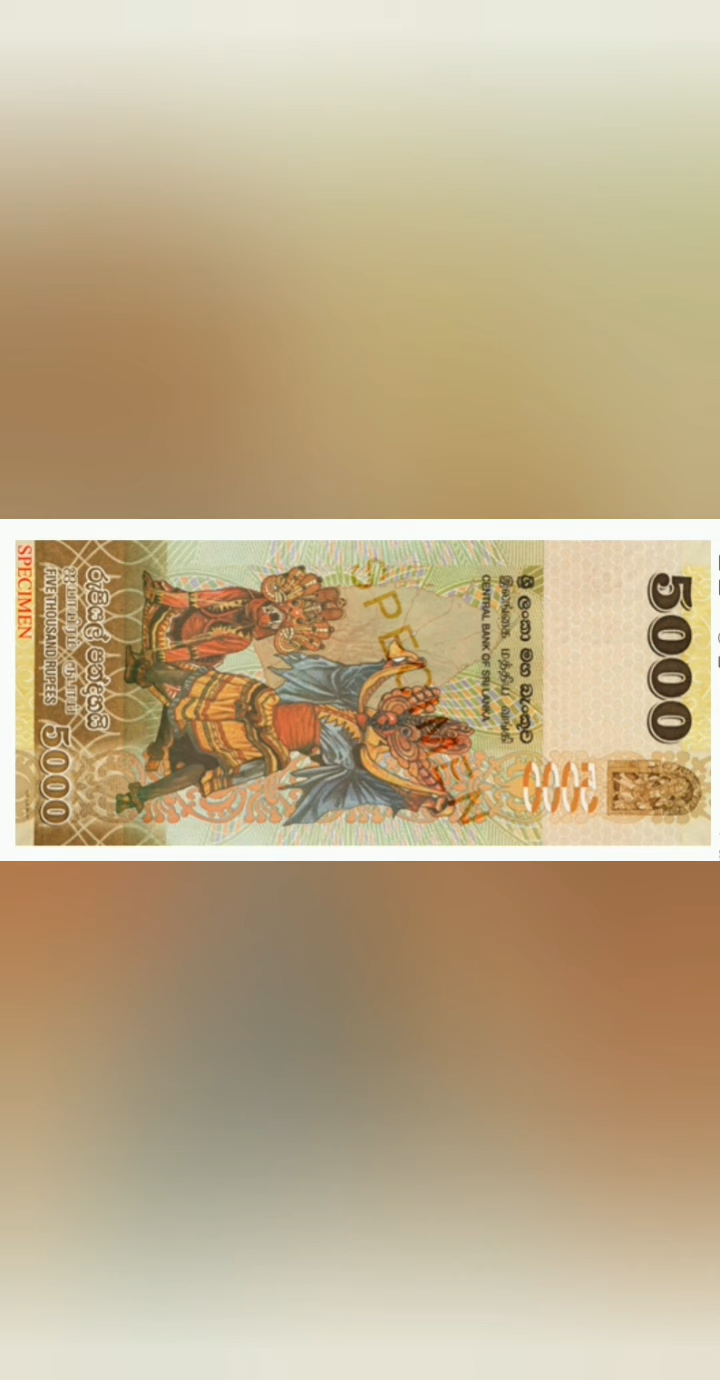 5000
ශ්‍රී ලංකා මහ බැංකුව
இலங்கை மத்திய வங்கி
CENTRAL BANK OF SRI LANKA
SPECIMEN
රුපියල් පන්දහසයි
FIVE THOUSAND RUPEES
5000
SPECIMEN